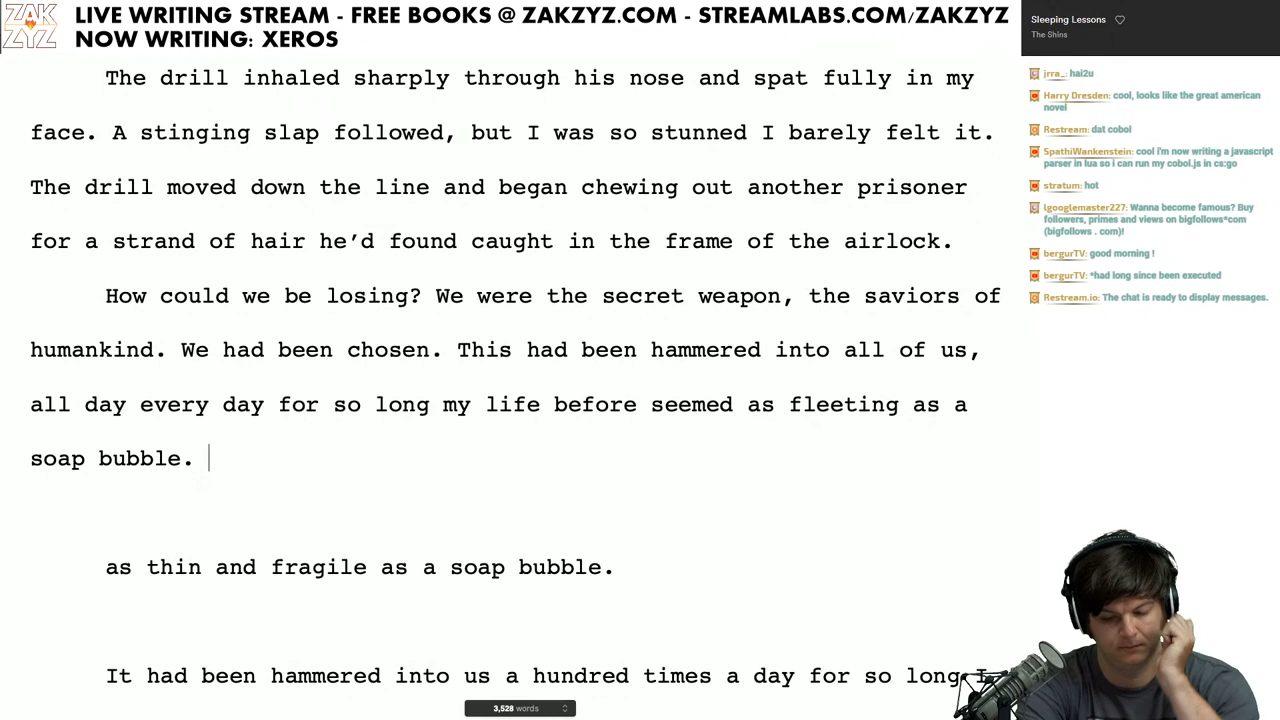 ZAK
ZYZ
LIVE WRITING STREAM - FREE BOOKS @ ZAKZYZ.COM - STREAMLABS.COM/ZAKZYZ
NOW WRITING: XEROS
The drill inhaled sharply through his nose and spat fully in my
face. A stinging slap followed, but I was so stunned I barely felt it.
The drill moved down the line and began chewing out another prisoner
for a strand of hair he’d found caught in the frame of the airlock.
How could we be losing? We were the secret weapon, the saviors of
humankind. We had been chosen. This had been hammered into all of us,
all day every day for so long my life before seemed as fleeting as a
soap bubble.
as thin and fragile as a soap bubble.
It had been hammered into us a hundred times a day for so long I
3,528 words
Sleeping Lessons
The Shins
jrra_: hai2u
Harry Dresden: cool, looks like the great american
novel
Restream: dat cobol
SpathiWankenstein: cool i'm now writing a javascript
parser in lua so i can run my cobol.js in cs:go
stratum: hot
lgooglemaster227: Wanna become famous? Buy
followers, primes and views on bigfollows*com
(bigfollows . com)!
bergurTV: good morning !
bergurTV: *had long since been executed
Restream.io: The chat is ready to display messages.